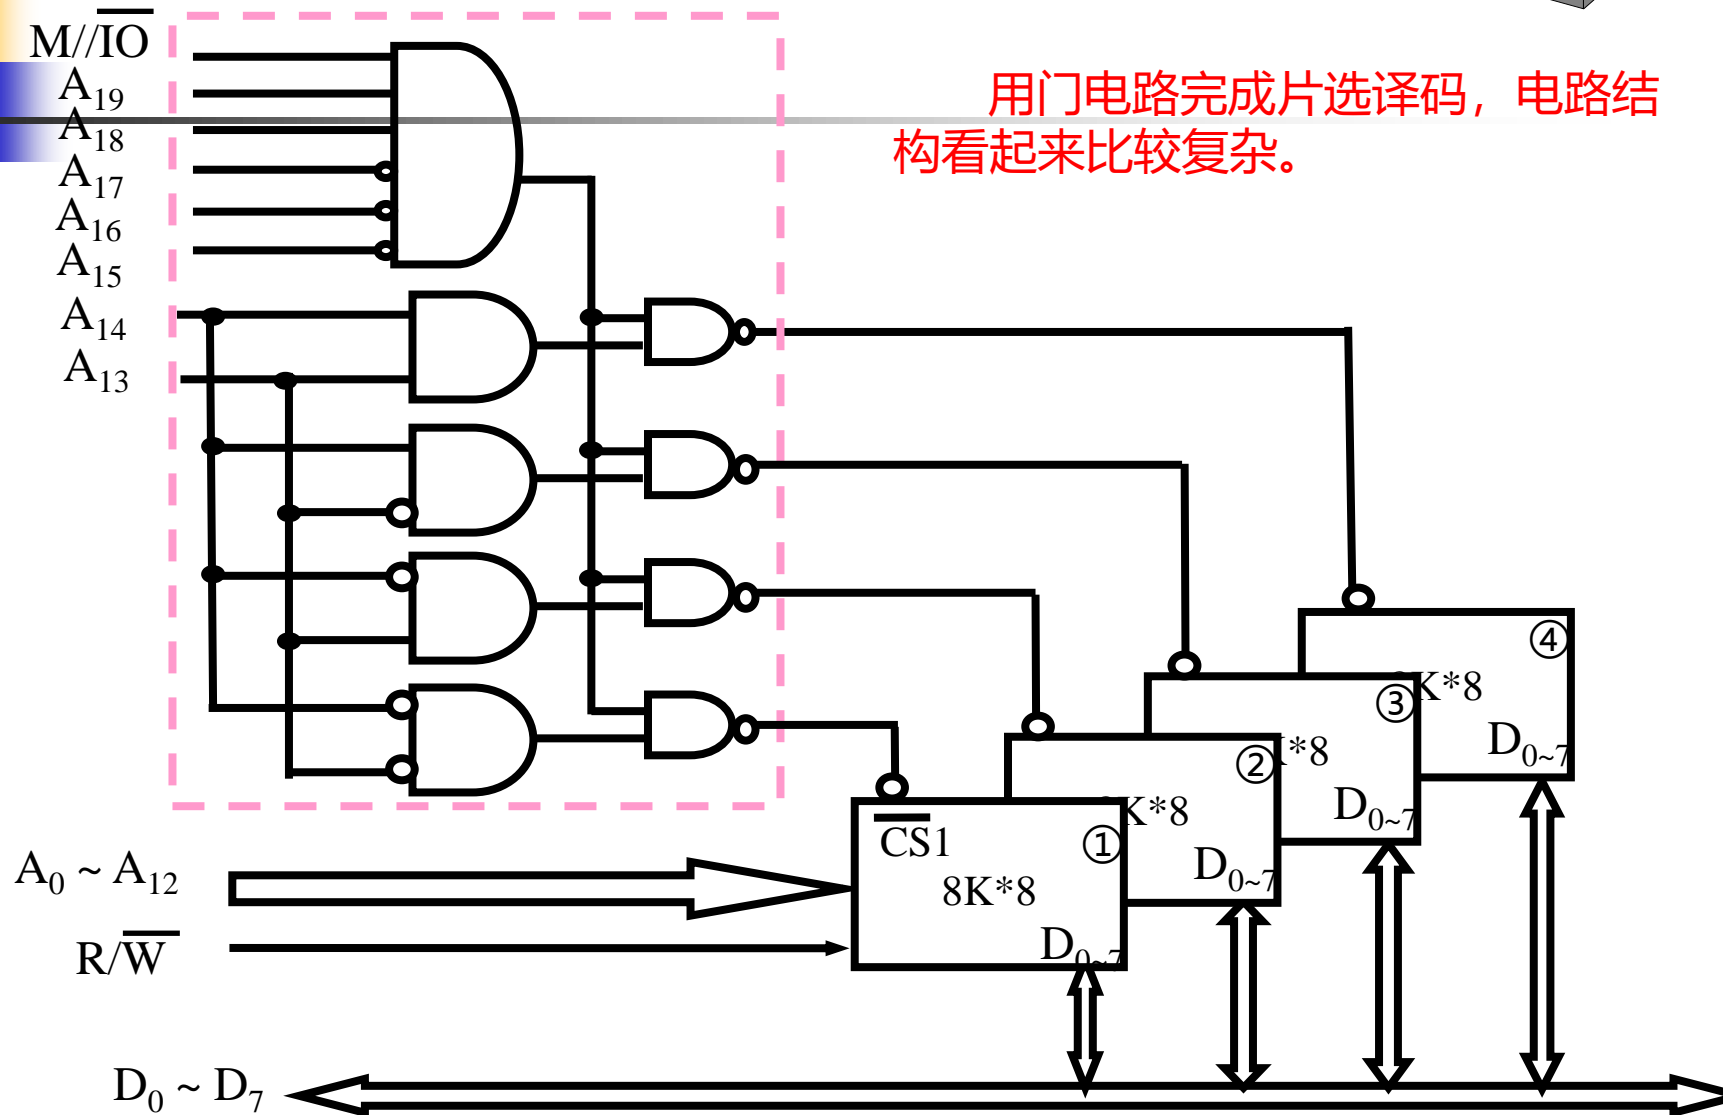 M//IO
A19
A18
A17
A16
A15
A14
A13
用门电路完成片选译码，电路结
构看起来比较复杂。
④
K*8
D0~7
③
*8
D0~7
②
K*8
D0~7
CS1
①
8K*8
D0~7
A0 ~ A12
R/W
D0 ~ D7